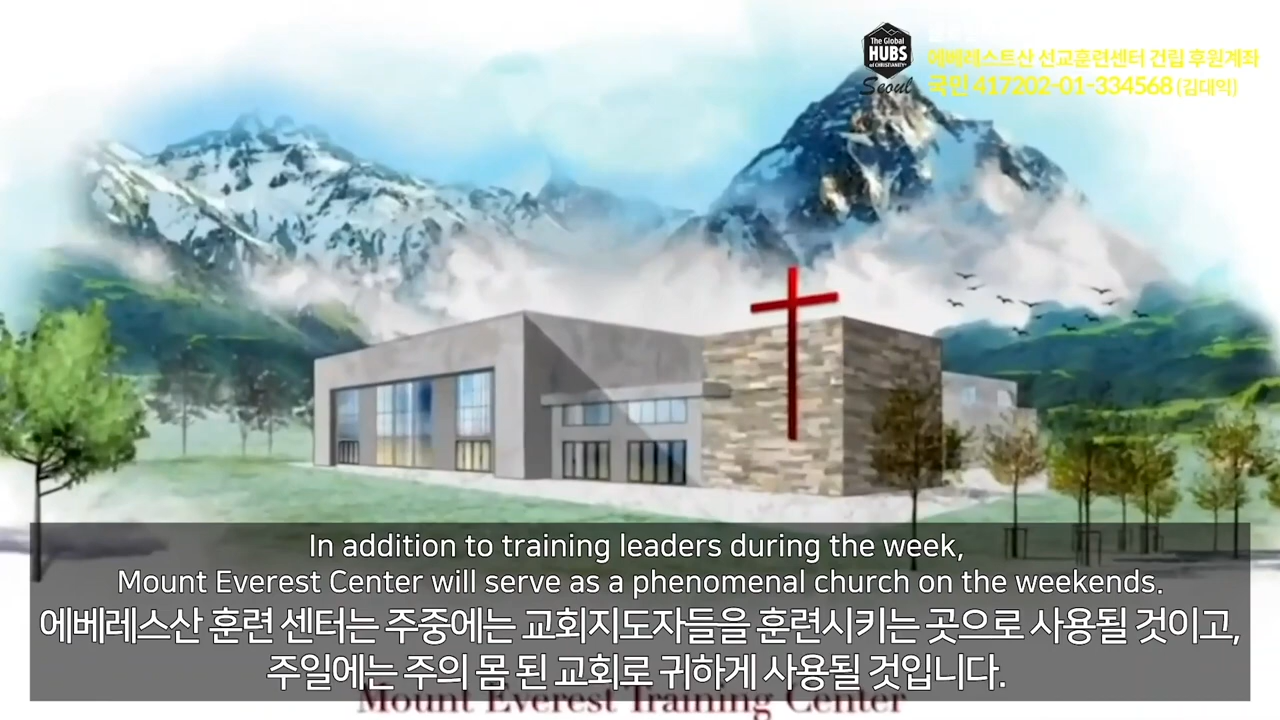 The Global
HUBS
of CHRISTIANITY
Seoul
에베레스트산 선교훈련센터 건립 후원계좌
국민 417202-01-334568 (김대억)
In addition to training leaders during the week,
Mount Everest Center will serve as a phenomenal church on the weekends.
에베레스산 훈련 센터는 주중에는 교회지도자들을 훈련시키는 곳으로 사용될 것이고,
주일에는 주의 몸 된 교회로 귀하게 사용될 것입니다.
Mount Everest Training Center